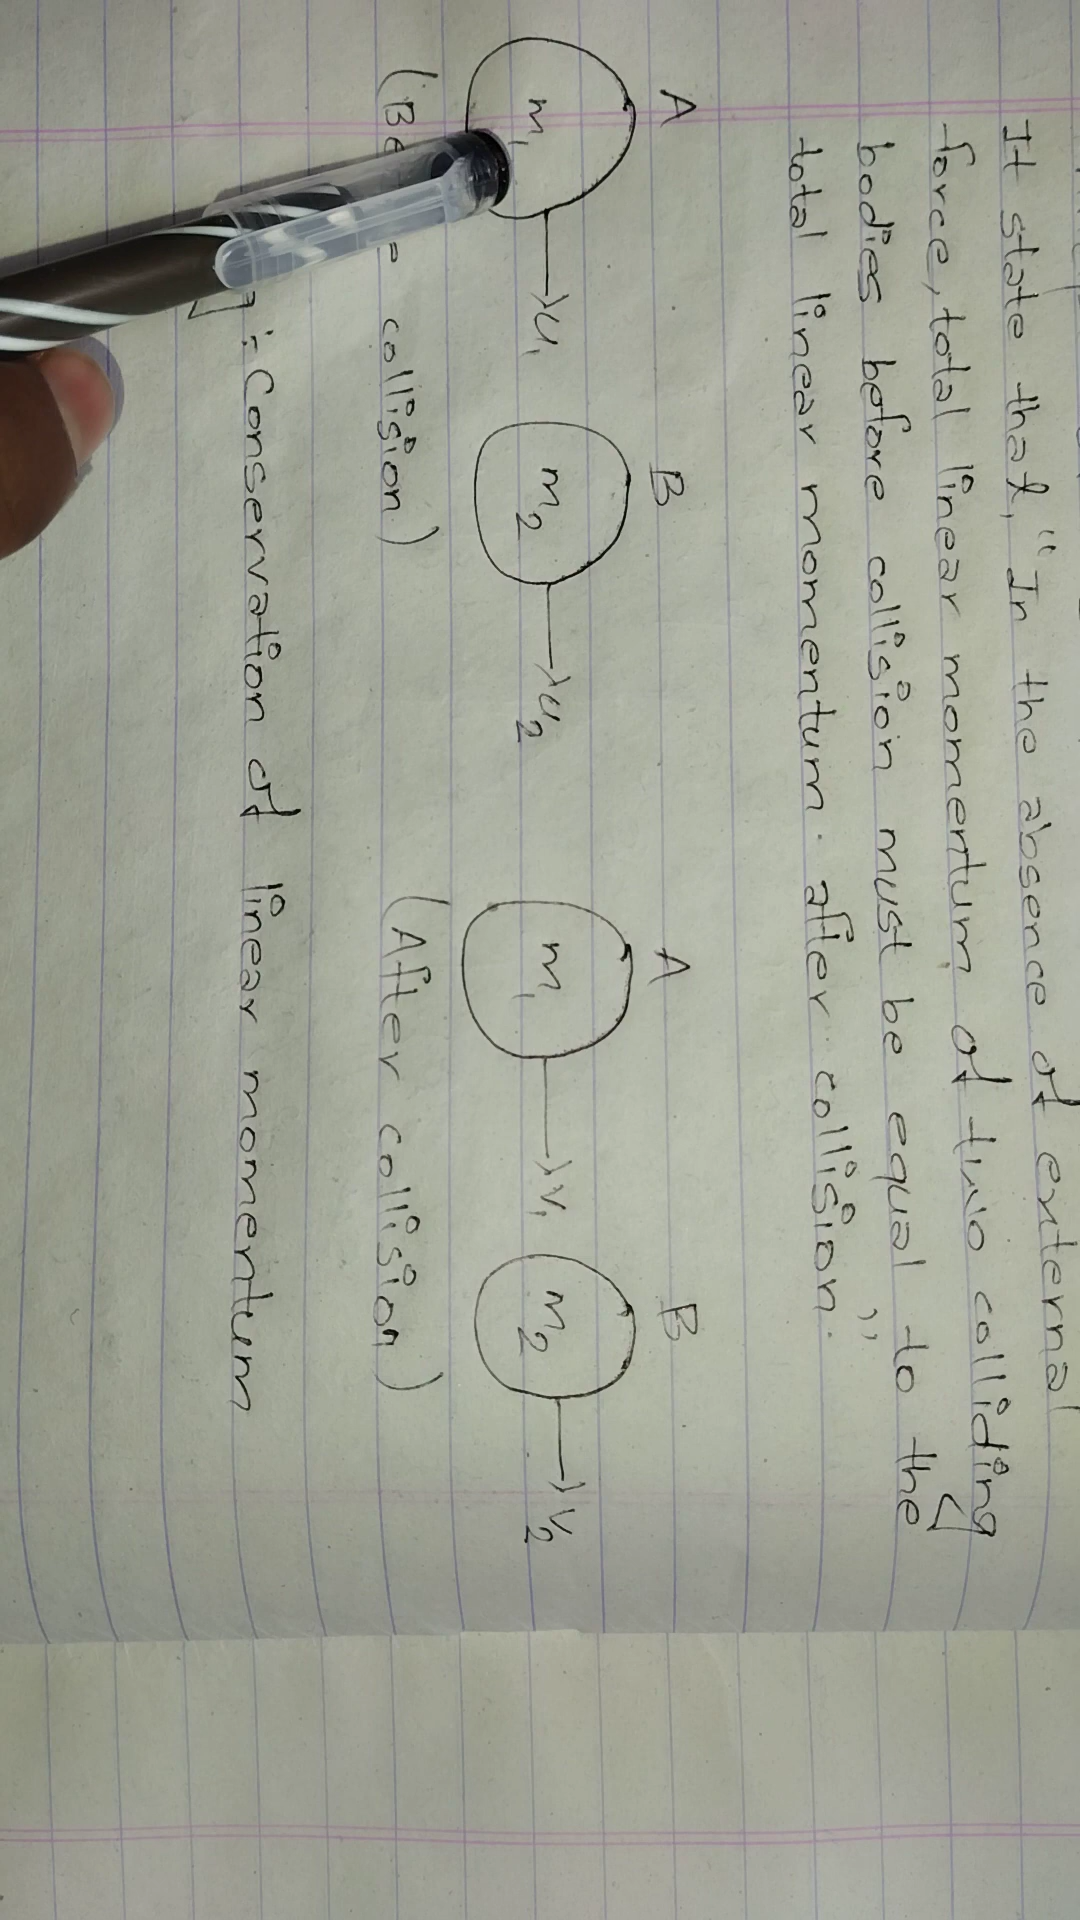 It state that, "In the absence of external
force, total linear momentum of two colliding
bodies before collision must be equal to the
total linear momentum. after collision."
A B A B
m₁ →u₁ m₂ →u₂ m₁ →v₁ m₂ →v₂
collision) (After collision)
:- Conservation of linear momentum